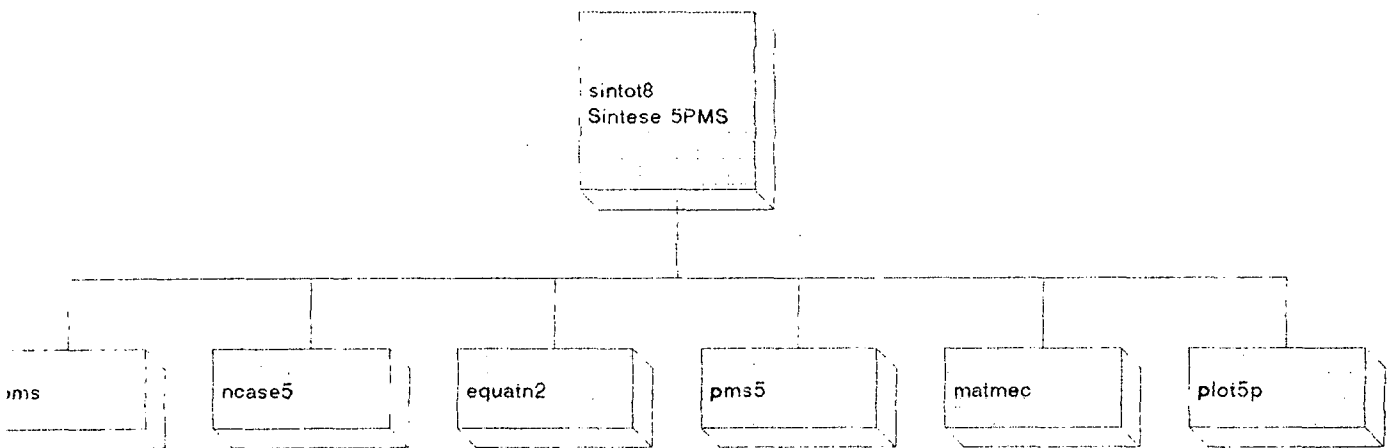 sintot8
Sintese 5PMS
ncase5
equatn2
pms5
matmec
plot5p